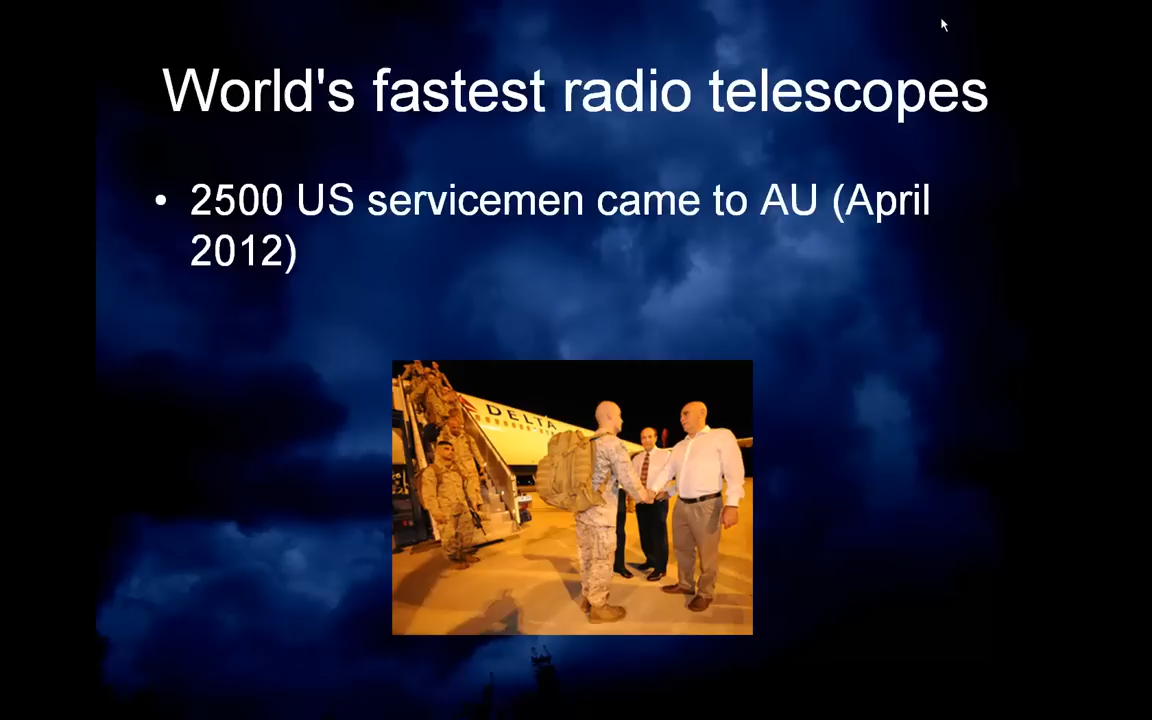 World's fastest radio telescopes
• 2500 US servicemen came to AU (April
2012)
DELTA